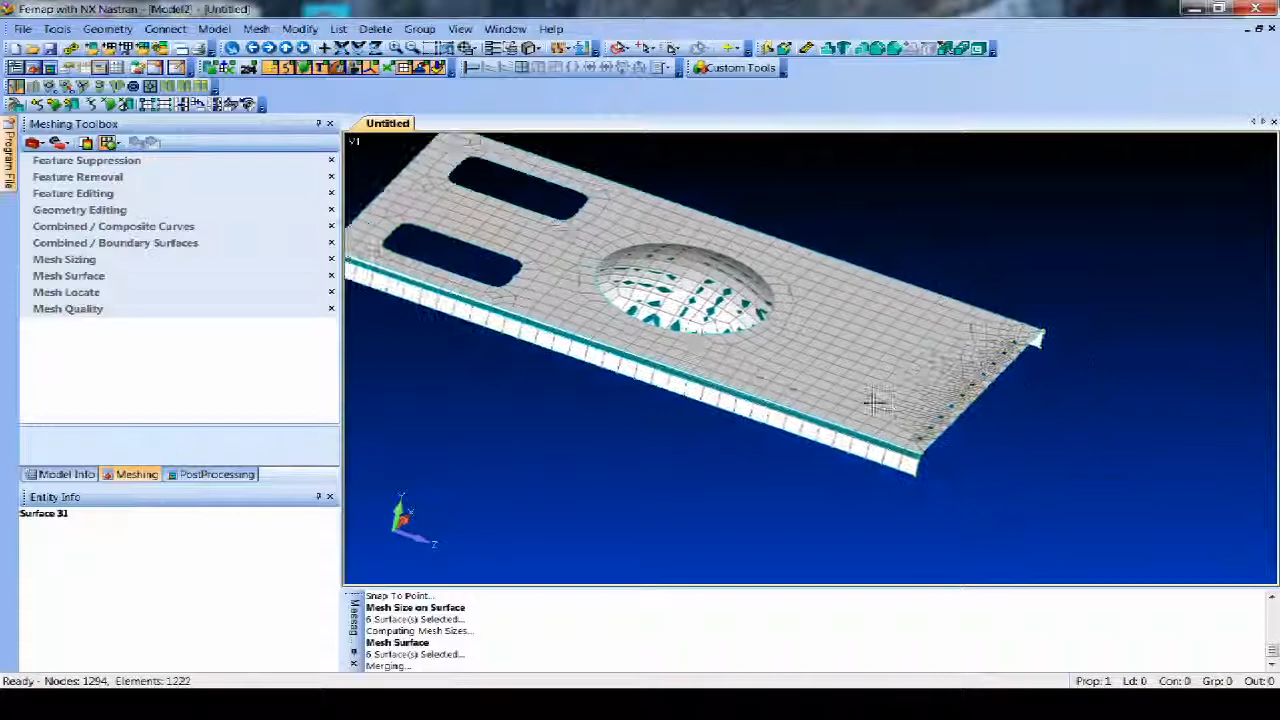 Femap with NX Nastran - [Model2] - [Untitled]
File Tools Geometry Connect Model Mesh Modify List Delete Group View Window Help
Custom Tools
Meshing Toolbox
Untitled
Program File
V1
Feature Suppression
Feature Removal
Feature Editing
Geometry Editing
Combined / Composite Curves
Combined / Boundary Surfaces
Mesh Sizing
Mesh Surface
Mesh Locate
Mesh Quality
Model Info Meshing PostProcessing
Entity Info
Surface 31
Y
X
Z
Messag
Snap To Point...
Mesh Size on Surface
6 Surface(s) Selected...
Computing Mesh Sizes...
Mesh Surface
6 Surface(s) Selected...
Merging...
Ready - Nodes: 1294, Elements: 1222
Prop: 1 Ld: 0 Con: 0 Grp: 0 Out: 0